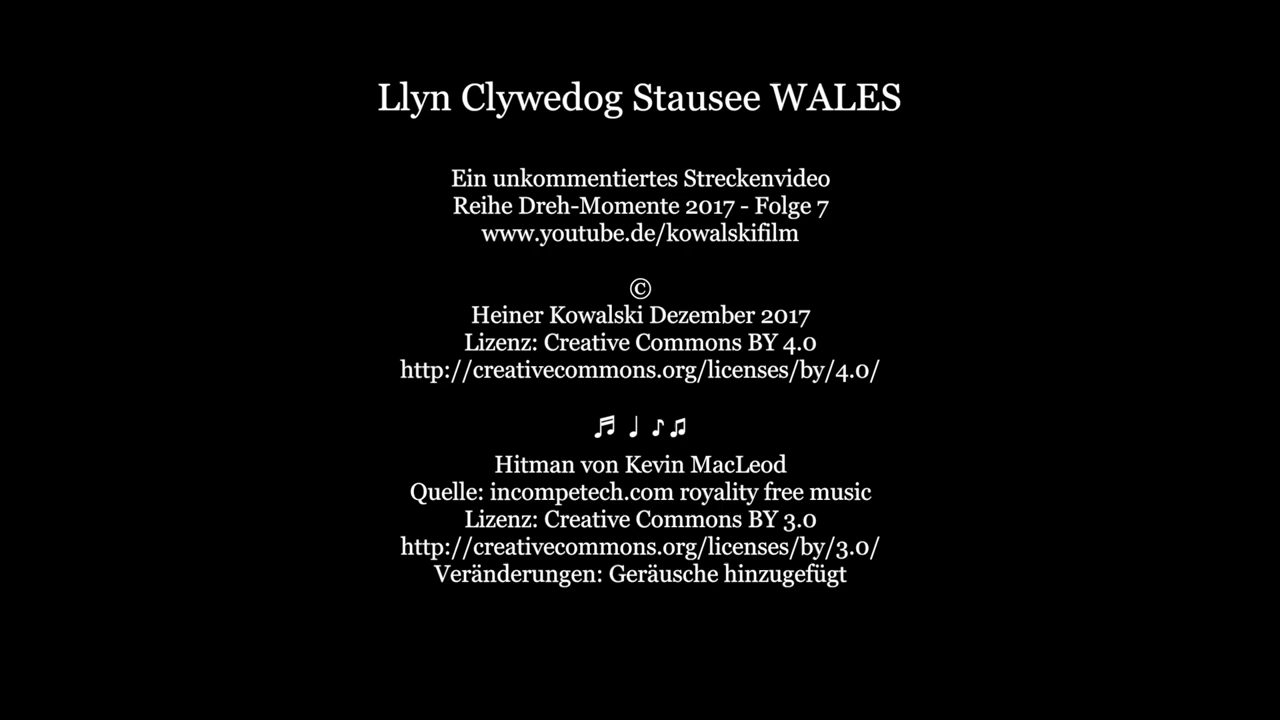 Llyn Clywedog Stausee WALES
Ein unkommentiertes Streckenvideo
Reihe Dreh-Momente 2017 - Folge 7
www.youtube.de/kowalskifilm
©
Heiner Kowalski Dezember 2017
Lizenz: Creative Commons BY 4.0
http://creativecommons.org/licenses/by/4.0/
♬ ♩ ♪ ♫
Hitman von Kevin MacLeod
Quelle: incompetech.com royality free music
Lizenz: Creative Commons BY 3.0
http://creativecommons.org/licenses/by/3.0/
Veränderungen: Geräusche hinzugefügt